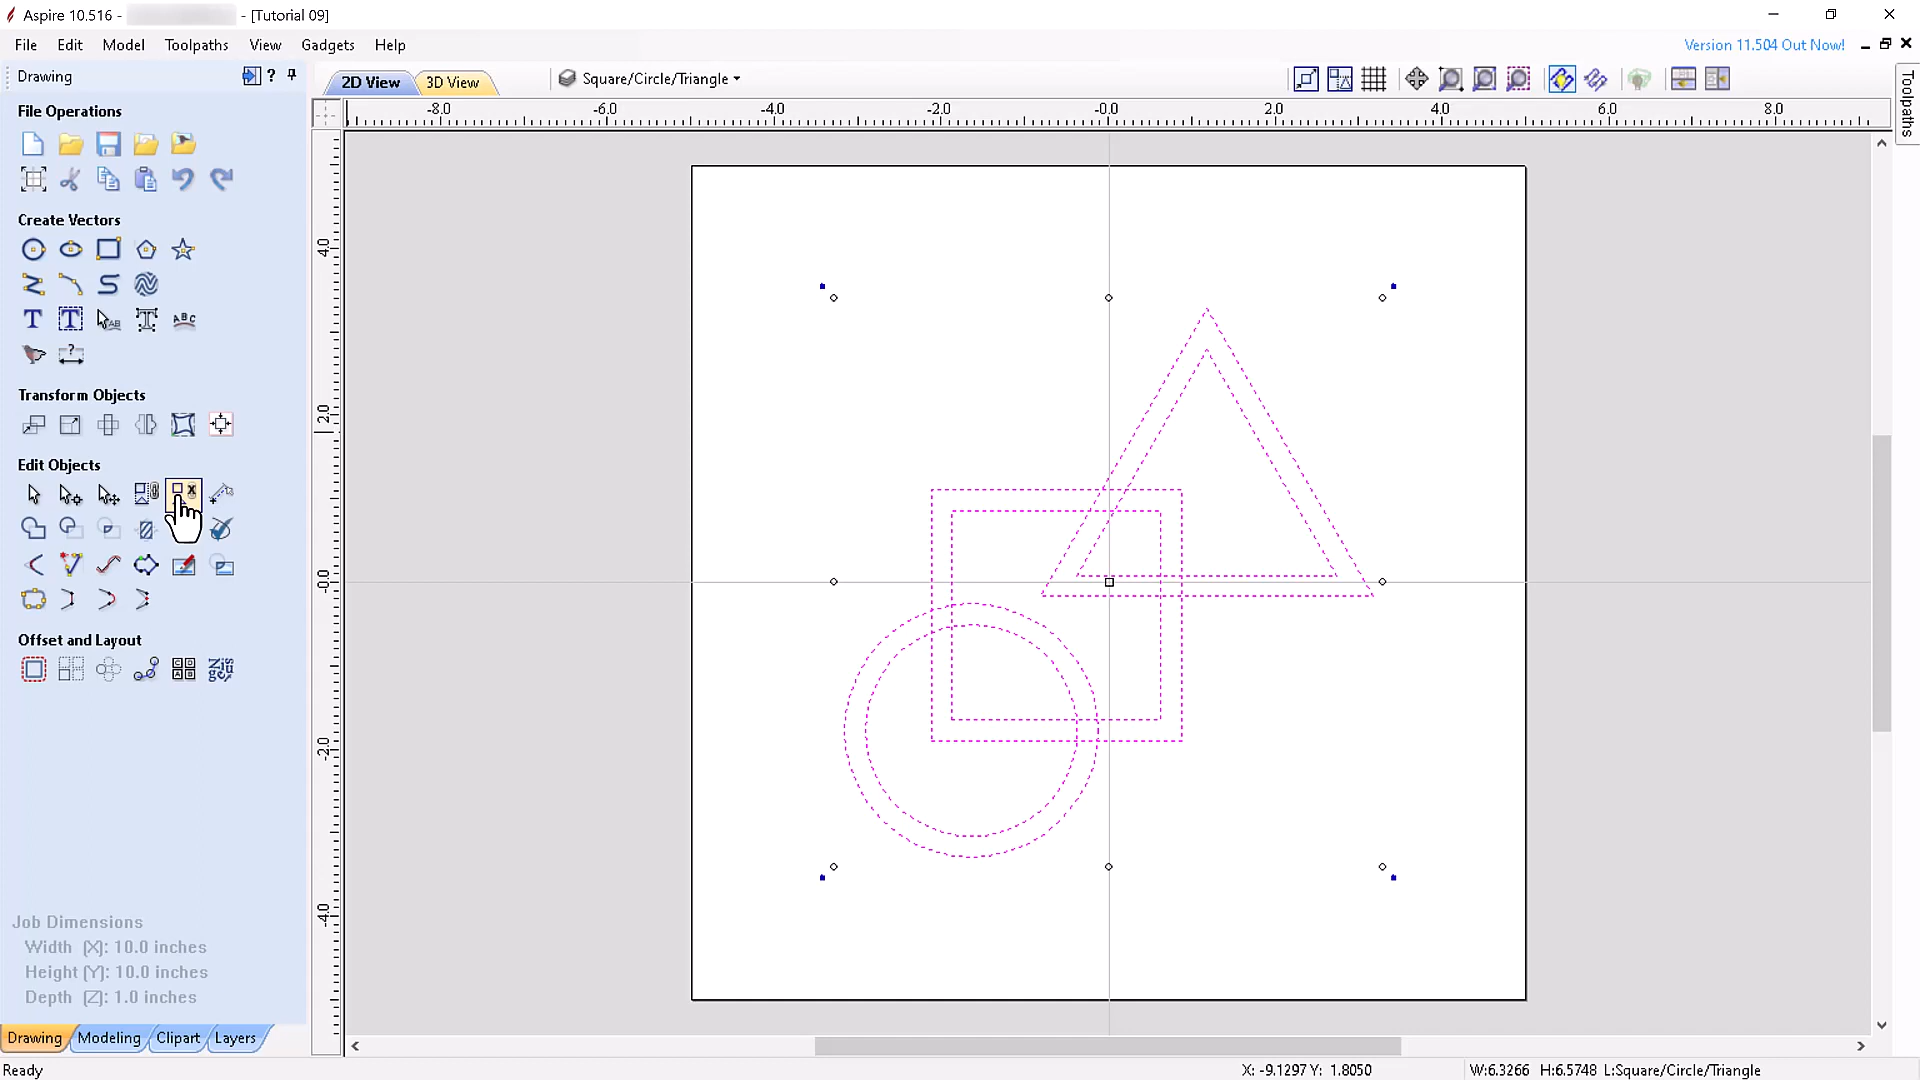 Aspire 10.516 - - [Tutorial 09]
File Edit Model Toolpaths View Gadgets Help
Version 11.504 Out Now!
Drawing
2D View
3D View
Square/Circle/Triangle
Toolpaths
-8.0 -6.0 -4.0 -2.0 -0.0 2.0 4.0 6.0 8.0
4.0
2.0
-0.0
-2.0
-4.0
File Operations
Create Vectors
Transform Objects
Edit Objects
Offset and Layout
Job Dimensions
Width (X): 10.0 inches
Height (Y): 10.0 inches
Depth (Z): 1.0 inches
Drawing Modeling Clipart Layers
Ready
X: -9.1297 Y: 1.8050
W:6.3266 H:6.5748 L:Square/Circle/Triangle